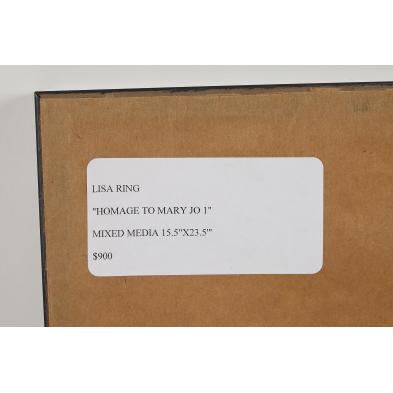 LISA RING
"HOMAGE TO MARY JO 1"
MIXED MEDIA 15.5"X23.5'"
$900